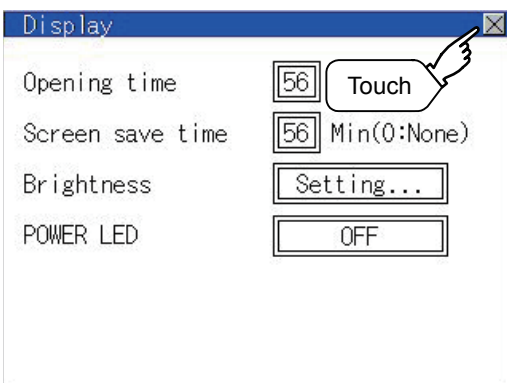 Display
Opening time 56 Touch
Screen save time 56 Min(0:None)
Brightness Setting...
POWER LED OFF